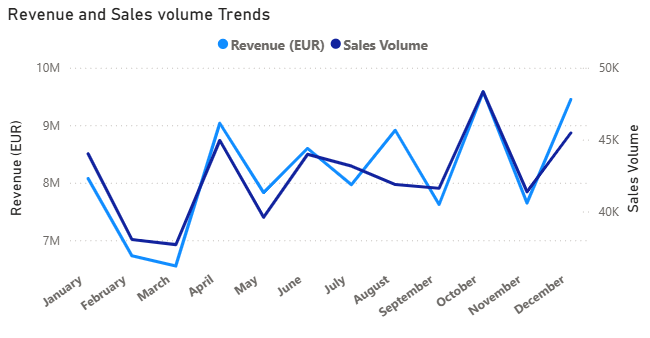 Revenue and Sales volume Trends
Revenue (EUR) Sales Volume
10M
9M
8M
7M
Revenue (EUR)
50K
45K
40K
Sales Volume
January
February
March
April
May
June
July
August
September
October
November
December